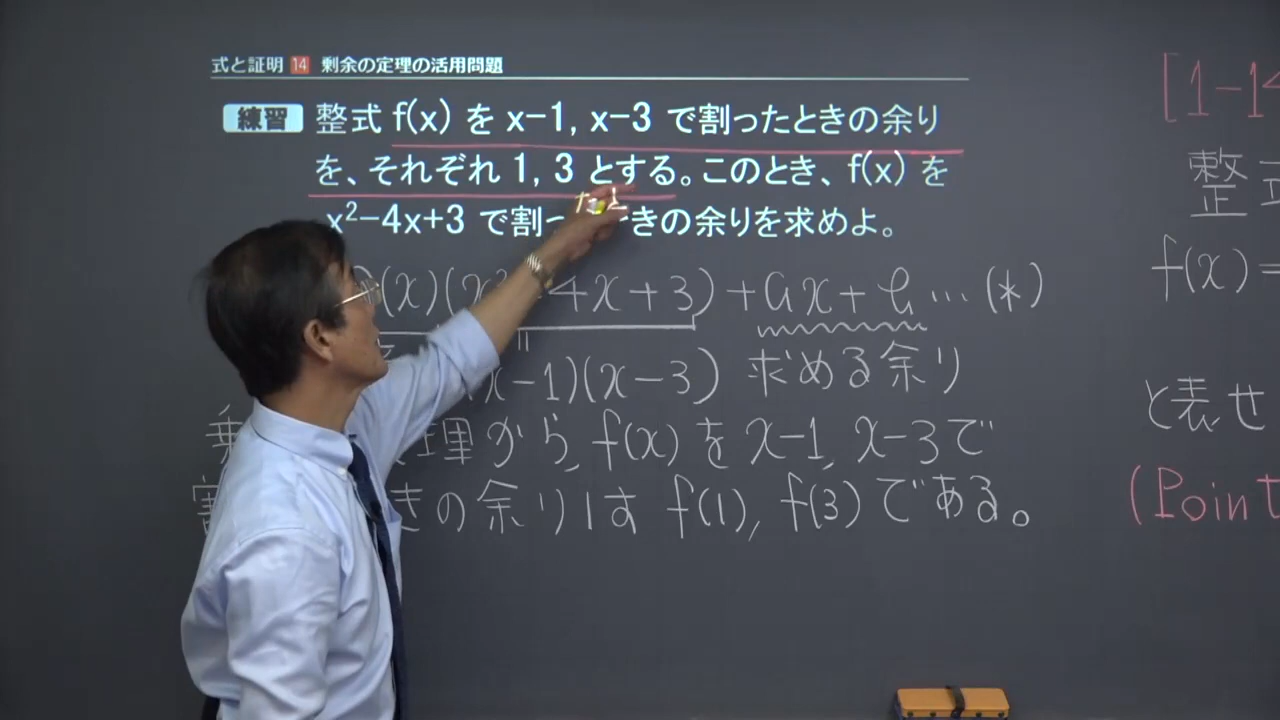 式と証明 14 剰余の定理の活用問題
練習 整式 f(x) を x−1, x−3 で割ったときの余り
を、それぞれ 1, 3 とする。このとき、f(x) を
x²−4x+3 で割っ きの余りを求めよ。
(x)(x² 4x+3)+ax+b…(*)
(x−1)(x−3) 求める余り
理から, f(x) を x−1, x−3で
きの余りは f(1), f(3) である。
[1−14
整式
f(x)=
と表せ
(Point